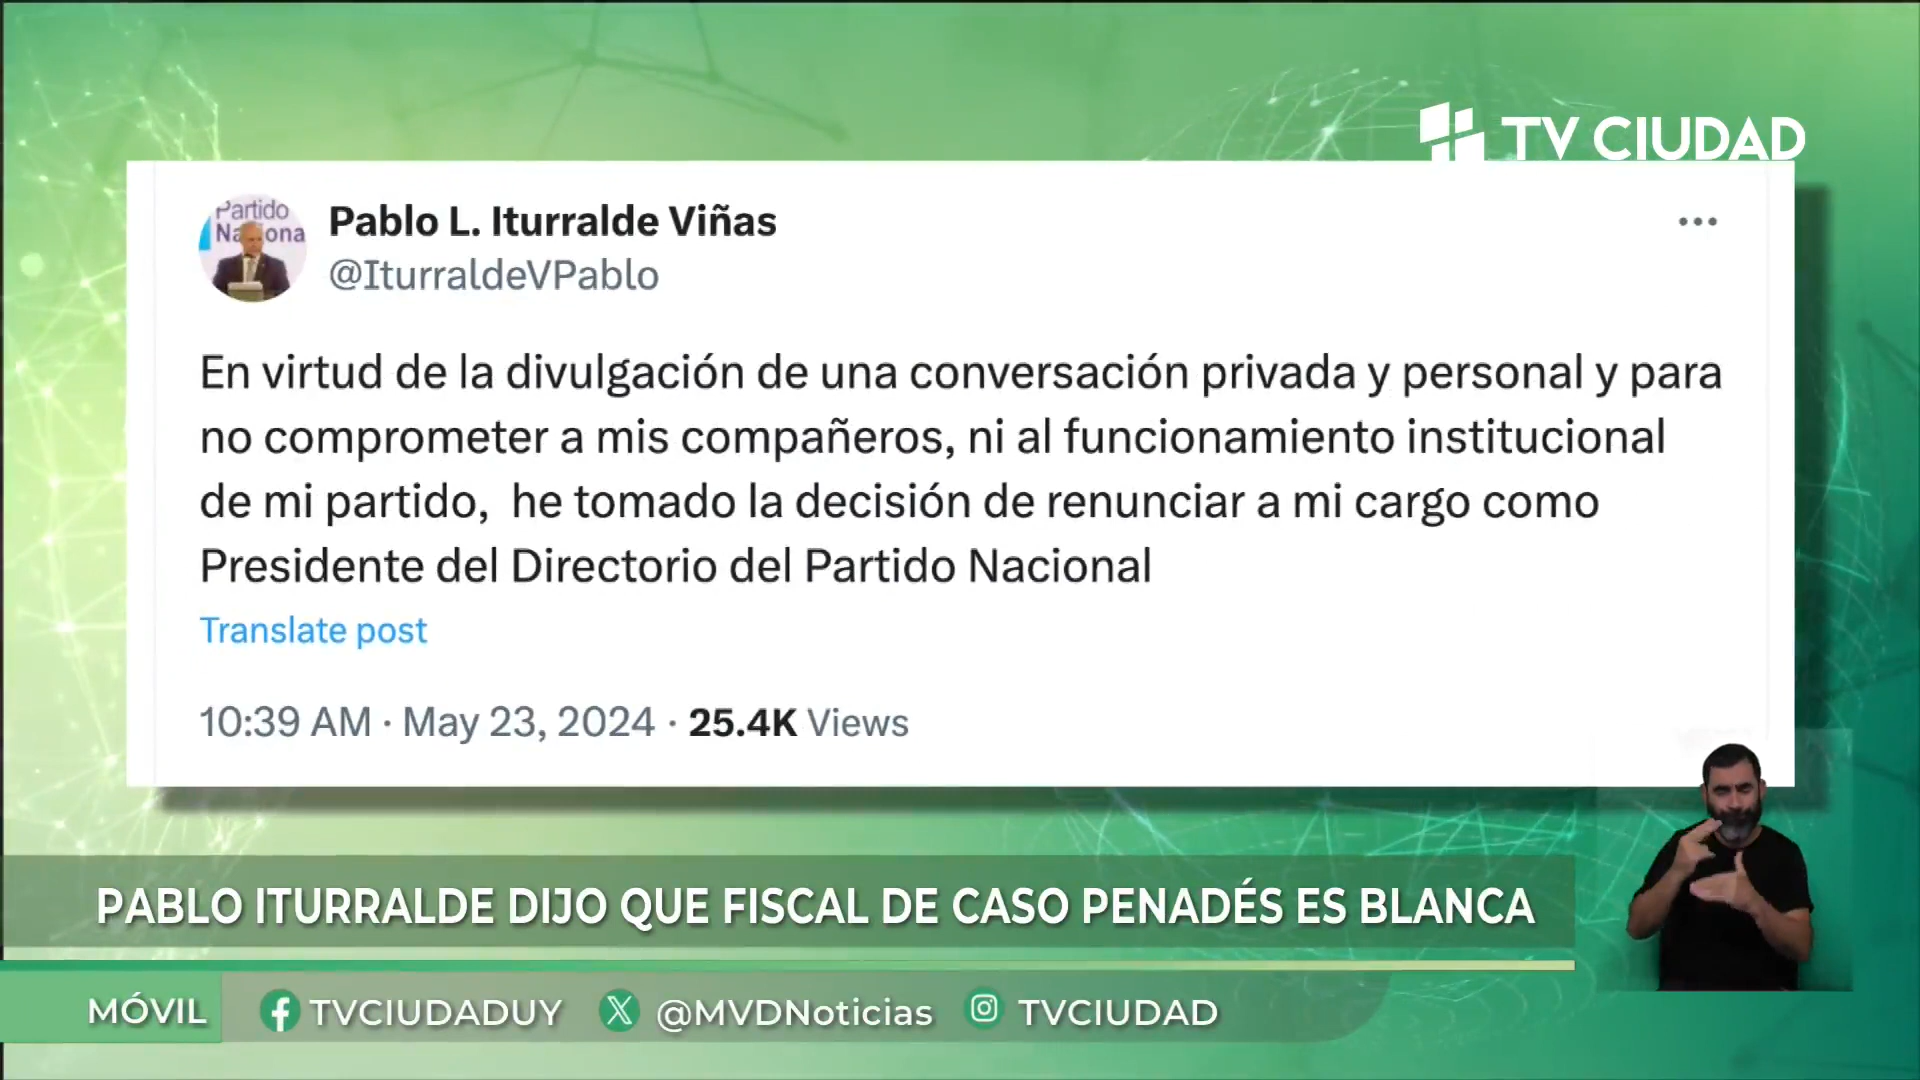 TV CIUDAD
Partido
Naciona
Pablo L. Iturralde Viñas
@IturraldeVPablo
En virtud de la divulgación de una conversación privada y personal y para
no comprometer a mis compañeros, ni al funcionamiento institucional
de mi partido,  he tomado la decisión de renunciar a mi cargo como
Presidente del Directorio del Partido Nacional
Translate post
10:39 AM · May 23, 2024 · 25.4K Views
PABLO ITURRALDE DIJO QUE FISCAL DE CASO PENADÉS ES BLANCA
MÓVIL TVCIUDADUY @MVDNoticias TVCIUDAD